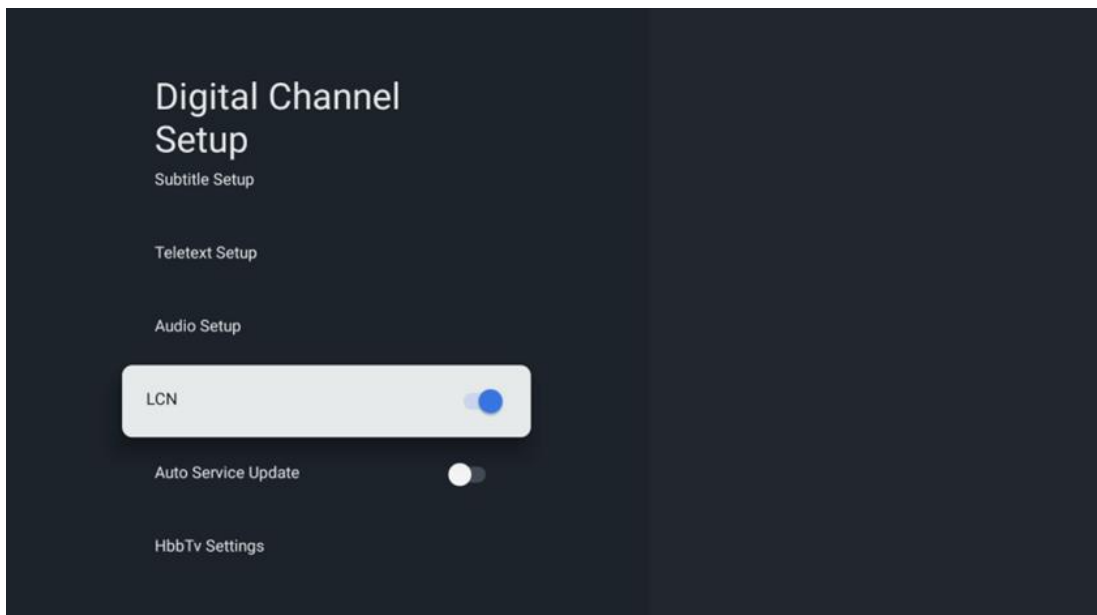 Digital Channel
Setup
Subtitle Setup
Teletext Setup
Audio Setup
LCN
Auto Service Update
HbbTv Settings